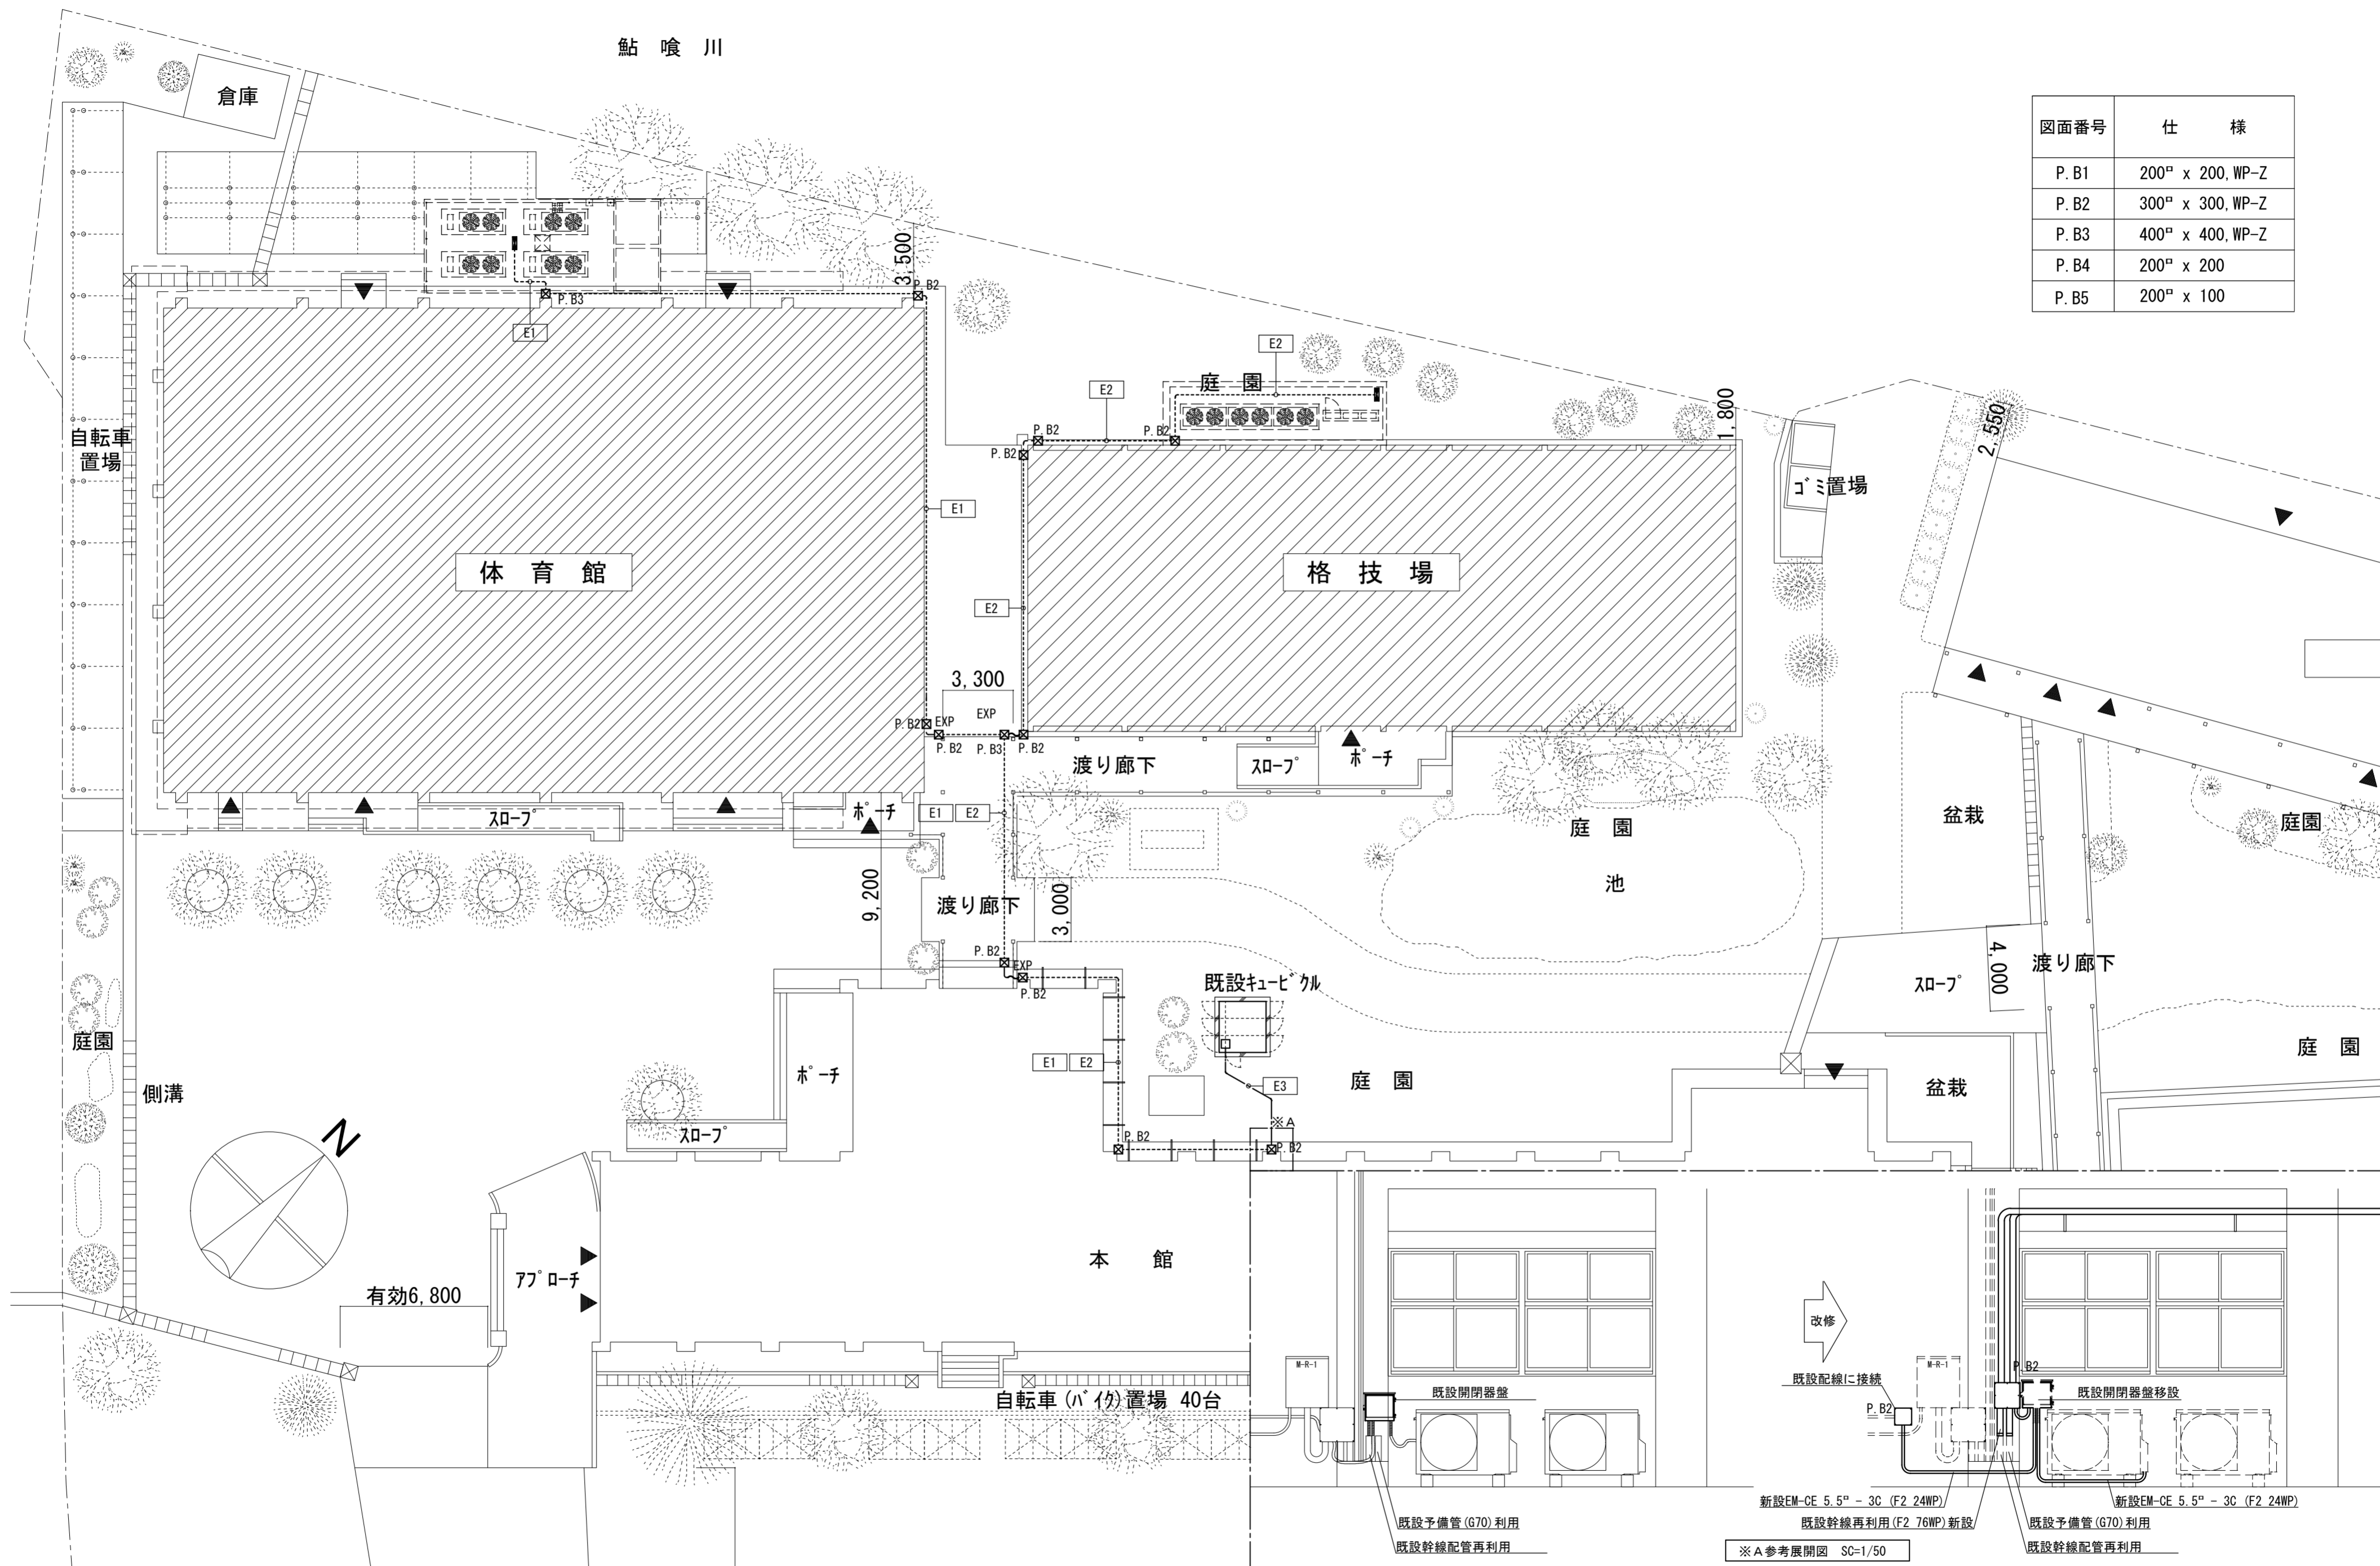 鮎 喰 川
倉庫
図面番号 仕 様
P.B1 200□ x 200,WP-Z
P.B2 300□ x 300,WP-Z
P.B3 400□ x 400,WP-Z
P.B4 200□ x 200
P.B5 200□ x 100
3,500
P.B2
P.B3
E1
E2
庭 園
E2
1,800
2,550
P.B2
P.B2
P.B2
自転車
置場
ｺﾞﾐ置場
E1
体 育 館
格 技 場
E2
3,300
P.B2
EXP
EXP
P.B2
P.B3
P.B2
渡り廊下
ｽﾛｰﾌﾟ
ﾎﾟｰﾁ
ｽﾛｰﾌﾟ
ﾎﾟｰﾁ
E1
E2
庭 園
盆栽
庭園
池
9,200
渡り廊下
3,000
P.B2
EXP
P.B2
既設ｷｭｰﾋﾞｸﾙ
ｽﾛｰﾌﾟ
4,000
渡り廊下
庭園
側溝
ﾎﾟｰﾁ
E1
E2
E3
庭 園
盆栽
庭 園
ｽﾛｰﾌﾟ
※A
P.B2
P.B2
N
ｱﾌﾟﾛｰﾁ
有効6,800
本 館
自転車(ﾊﾞｲｸ)置場 40台
M-R-1
既設開閉器盤
改修
M-R-1
P.B2
既設配線に接続
既設開閉器盤移設
P.B2
既設予備管(G70)利用
既設幹線配管再利用
新設EM-CE 5.5□ - 3C (F2 24WP)
新設EM-CE 5.5□ - 3C (F2 24WP)
既設幹線再利用(F2 76WP)新設
既設予備管(G70)利用
既設幹線配管再利用
※A参考展開図 SC=1/50